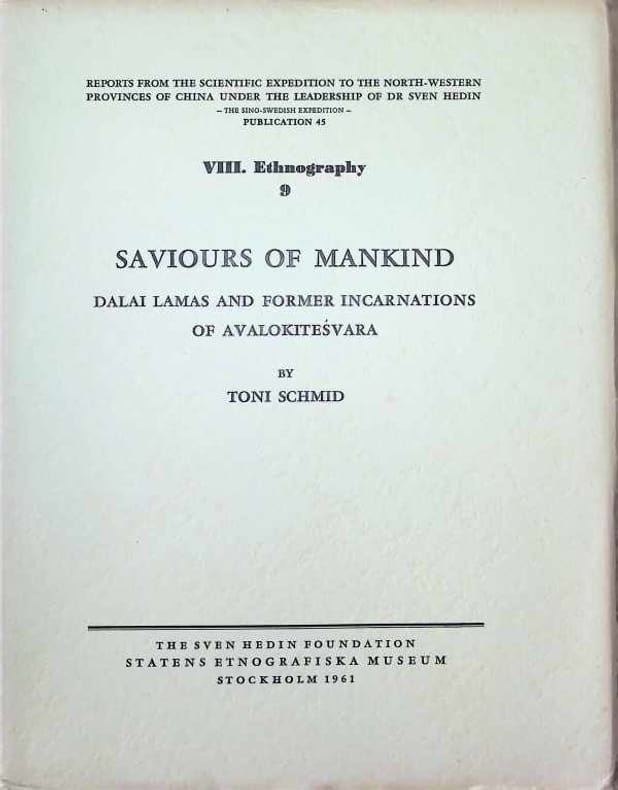 REPORTS FROM THE SCIENTIFIC EXPEDITION TO THE NORTH-WESTERN
PROVINCES OF CHINA UNDER THE LEADERSHIP OF DR SVEN HEDIN
– THE SINO-SWEDISH EXPEDITION –
PUBLICATION 45
VIII. Ethnography
9
SAVIOURS OF MANKIND
DALAI LAMAS AND FORMER INCARNATIONS
OF AVALOKITEŚVARA
BY
TONI SCHMID
THE SVEN HEDIN FOUNDATION
STATENS ETNOGRAFISKA MUSEUM
STOCKHOLM 1961